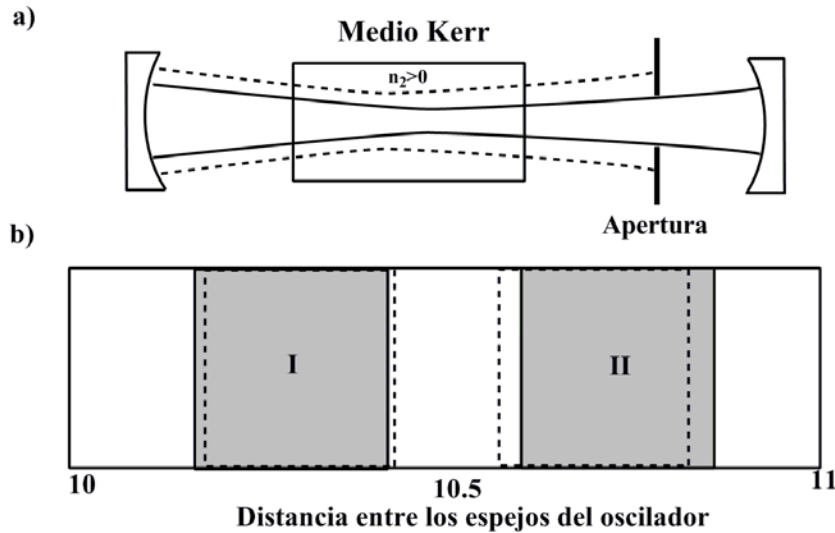 a)
Medio Kerr
n₂>0
Apertura
b)
I II
10 10.5 11
Distancia entre los espejos del oscilador